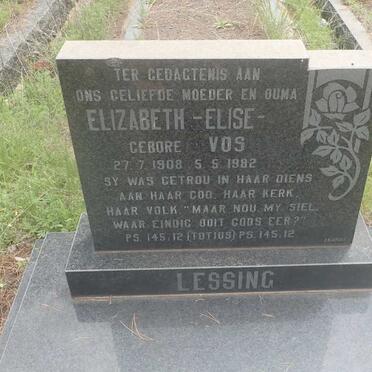 TER GEDAGTENIS AAN
ONS GELIEFDE MOEDER EN OUMA
ELIZABETH -ELISE-
GEBORE VOS
27.7.1908 5.5.1982
SY WAS GETROU IN HAAR DIENS
AAN HAAR GOD, HAAR KERK,
HAAR VOLK. "MAAR NOU, MY SIEL,
WAAR EINDIG OOIT GODS EER?"
PS. 145.12 (TOTIUS) PS. 145.12
LESSING